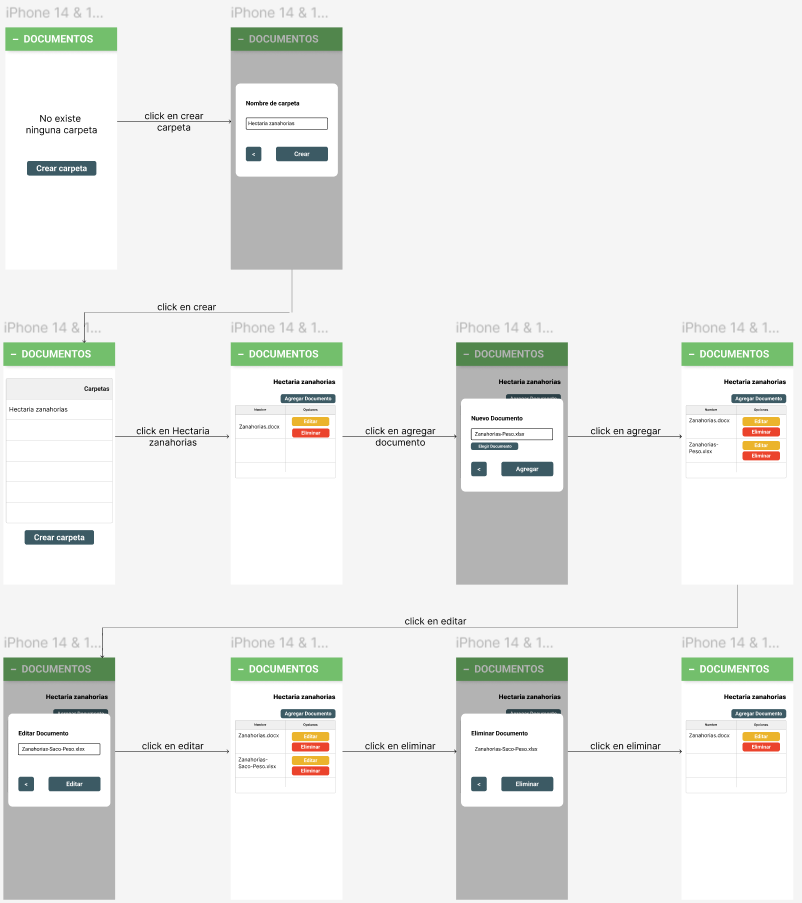 iPhone 14 & 1...
iPhone 14 & 1...
– DOCUMENTOS
– DOCUMENTOS
No existe
ninguna carpeta
Crear carpeta
click en crear
carpeta
Nombre de carpeta
Hectaria zanahorias
<
Crear
click en crear
iPhone 14 & 1...
iPhone 14 & 1...
iPhone 14 & 1...
iPhone 14 & 1...
– DOCUMENTOS
– DOCUMENTOS
– DOCUMENTOS
– DOCUMENTOS
Carpetas
Hectaria zanahorias
Crear carpeta
click en Hectaria
zanahorias
Hectaria zanahorias
Agregar Documento
Nombre
Opciones
Zanahorias.docx
Editar
Eliminar
click en agregar
documento
Hectaria zanahorias
Agregar Documento
Nuevo Documento
Zanahorias-Peso.xlsx
Elegir Documento
<
Agregar
click en agregar
Hectaria zanahorias
Agregar Documento
Nombre
Opciones
Zanahorias.docx
Editar
Eliminar
Zanahorias-
Peso.xlsx
Editar
Eliminar
click en editar
iPhone 14 & 1...
iPhone 14 & 1...
iPhone 14 & 1...
iPhone 14 & 1...
– DOCUMENTOS
– DOCUMENTOS
– DOCUMENTOS
– DOCUMENTOS
Hectaria zanahorias
Agregar Documento
Editar Documento
Zanahorias-Saco-Peso.xlsx
<
Editar
click en editar
Hectaria zanahorias
Agregar Documento
Nombre
Opciones
Zanahorias.docx
Editar
Eliminar
Zanahorias-
Saco-Peso.xlsx
Editar
Eliminar
click en eliminar
Hectaria zanahorias
Agregar Documento
Eliminar Documento
Zanahorias-Saco-Peso.xlsx
<
Eliminar
click en eliminar
Hectaria zanahorias
Agregar Documento
Nombre
Opciones
Zanahorias.docx
Editar
Eliminar